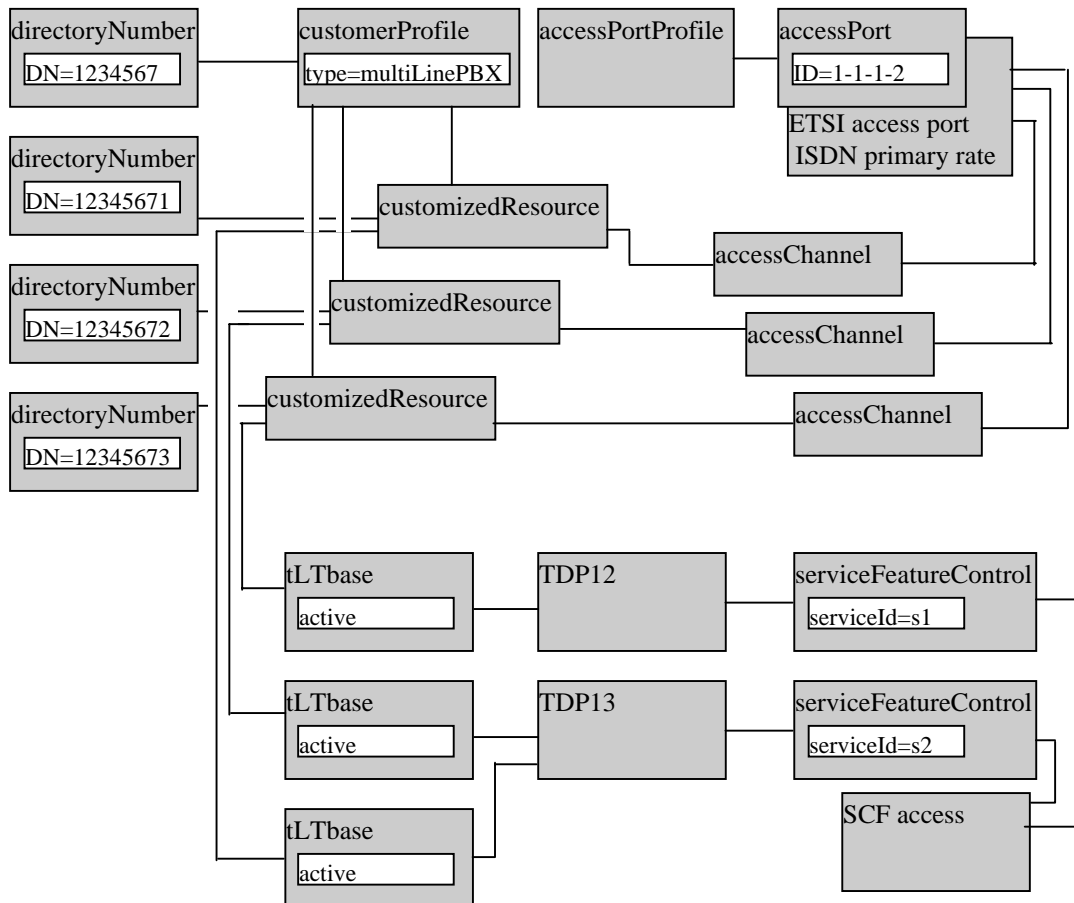 directoryNumber
DN=1234567
customerProfile
type=multiLinePBX
accessPortProfile
accessPort
ID=1-1-1-2
ETSI access port
ISDN primary rate
directoryNumber
DN=12345671
customizedResource
accessChannel
directoryNumber
DN=12345672
customizedResource
accessChannel
directoryNumber
DN=12345673
customizedResource
accessChannel
tLTbase
active
TDP12
serviceFeatureControl
serviceId=s1
tLTbase
active
TDP13
serviceFeatureControl
serviceId=s2
tLTbase
active
SCF access